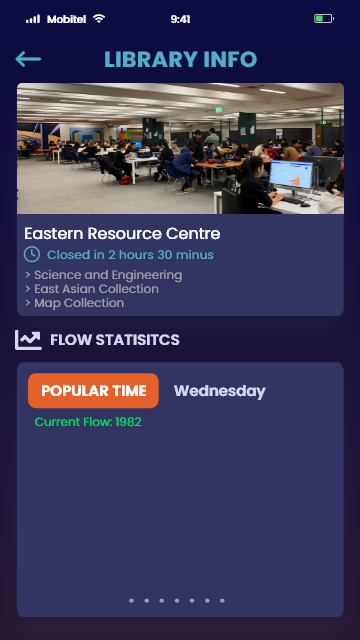 Mobitel 9:41
LIBRARY INFO
Eastern Resource Centre
Closed in 2 hours 30 minus
> Science and Engineering
> East Asian Collection
> Map Collection
FLOW STATISITCS
POPULAR TIME Wednesday
Current Flow: 1982